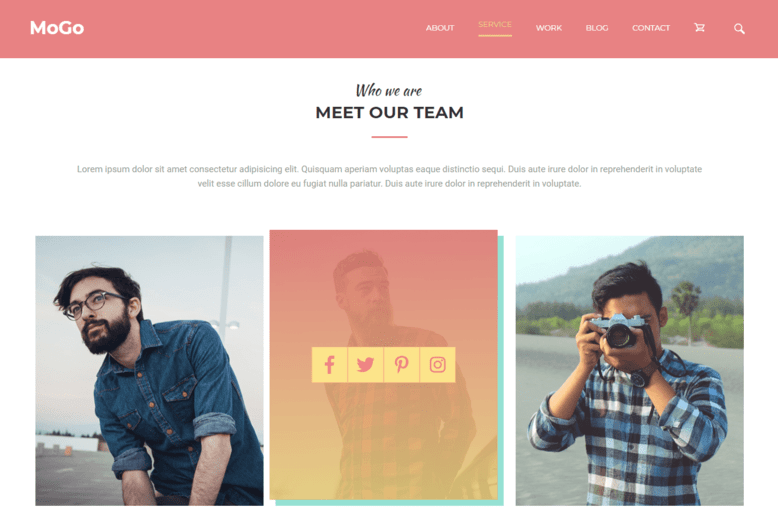 MoGo
ABOUT SERVICE WORK BLOG CONTACT
Who we are
MEET OUR TEAM
Lorem ipsum dolor sit amet consectetur adipisicing elit. Quisquam aperiam voluptas eaque distinctio sequi. Duis aute irure dolor in reprehenderit in voluptate
velit esse cillum dolore eu fugiat nulla pariatur. Duis aute irure dolor in reprehenderit in voluptate.